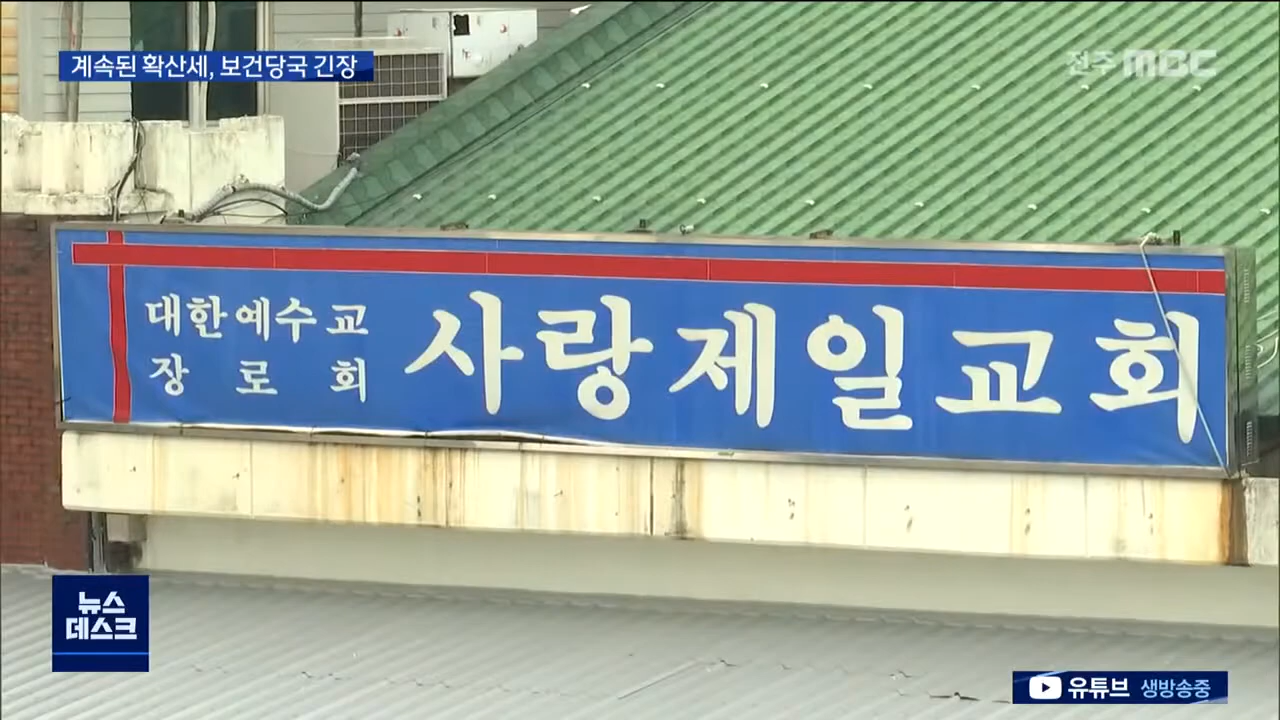 계속된 확산세, 보건당국 긴장
전주 MBC
대한예수교
장로회
사랑제일교회
뉴스
데스크
유튜브 생방송중